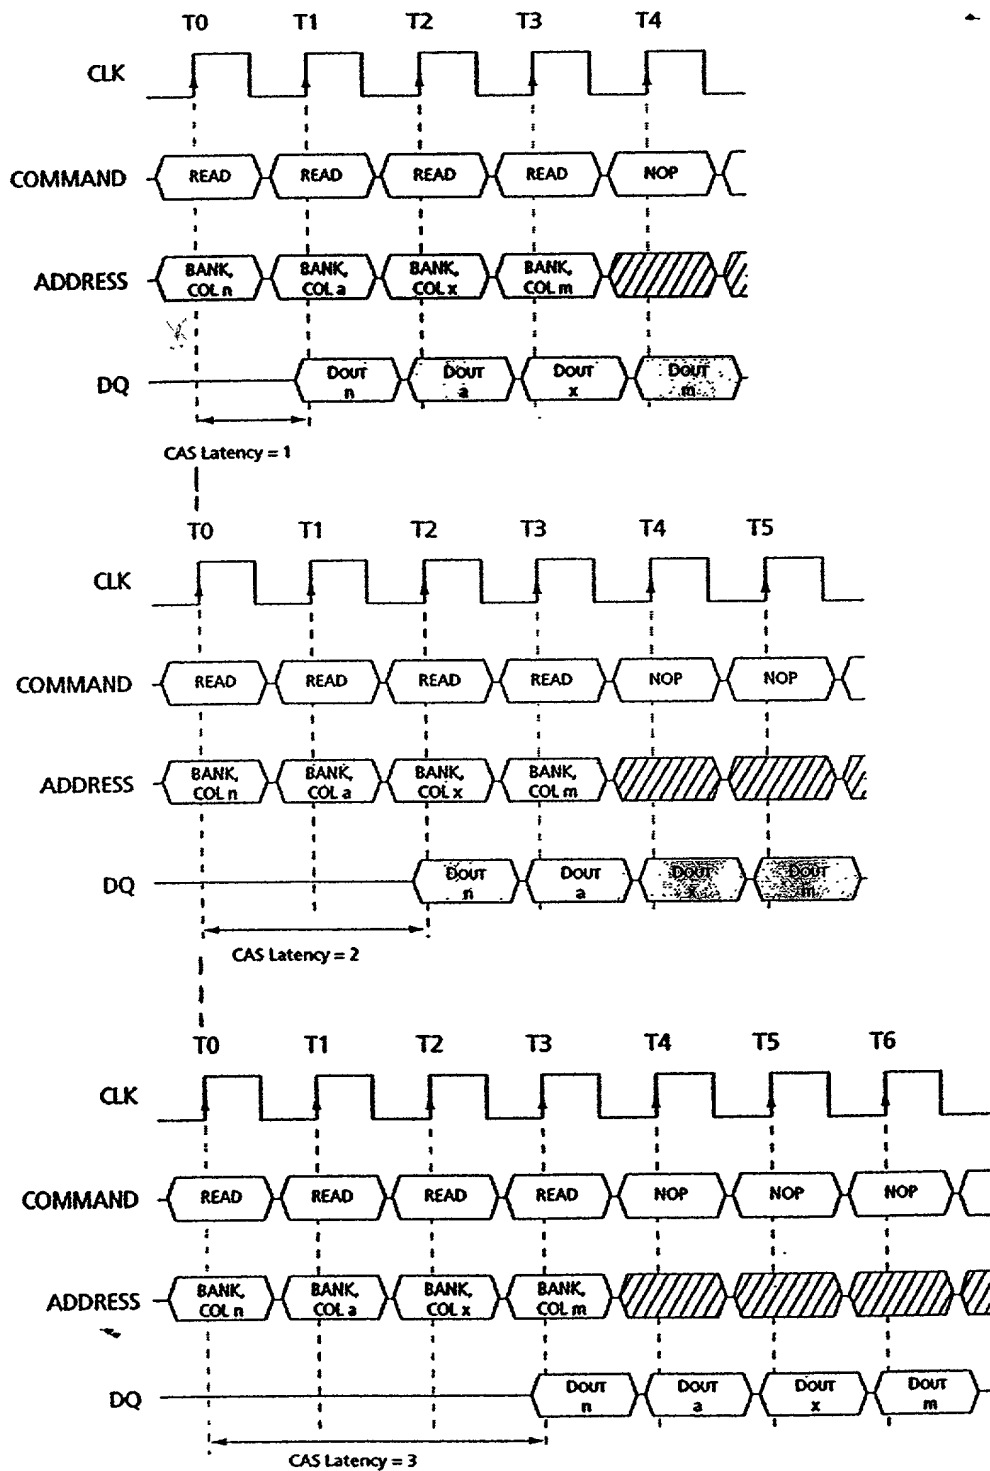 T0 T1 T2 T3 T4
CLK
COMMAND READ READ READ READ NOP
ADDRESS BANK, COL n BANK, COL a BANK, COL x BANK, COL m
DQ DOUT n DOUT a DOUT x DOUT m
CAS Latency = 1
T0 T1 T2 T3 T4 T5
CLK
COMMAND READ READ READ READ NOP NOP
ADDRESS BANK, COL n BANK, COL a BANK, COL x BANK, COL m
DQ DOUT n DOUT a DOUT x DOUT m
CAS Latency = 2
T0 T1 T2 T3 T4 T5 T6
CLK
COMMAND READ READ READ READ NOP NOP NOP
ADDRESS BANK, COL n BANK, COL a BANK, COL x BANK, COL m
DQ DOUT n DOUT a DOUT x DOUT m
CAS Latency = 3